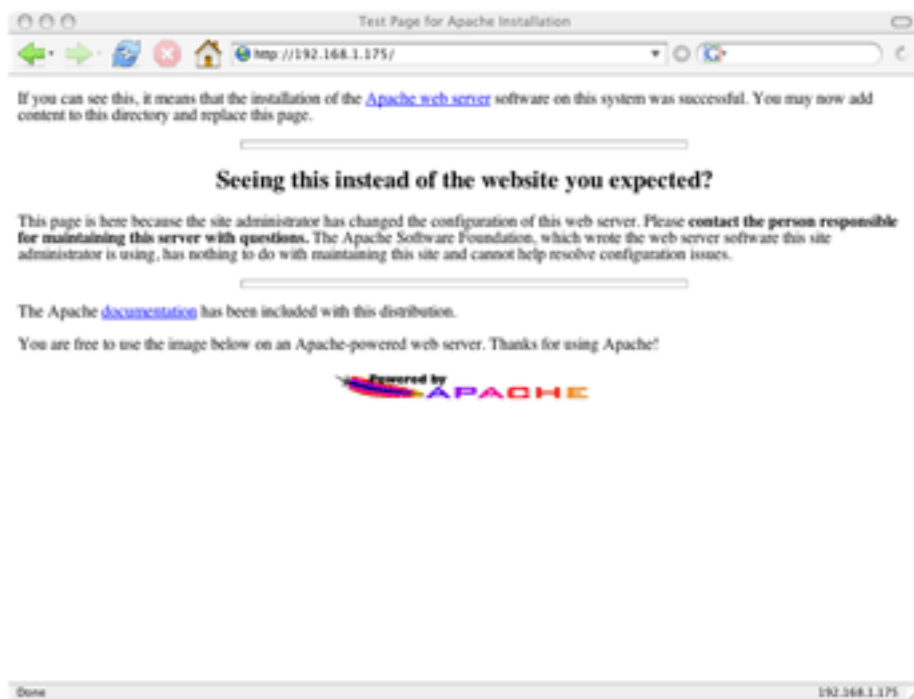 Test Page for Apache Installation
http://192.168.1.175/
If you can see this, it means that the installation of the Apache web server software on this system was successful. You may now add
content to this directory and replace this page.
Seeing this instead of the website you expected?
This page is here because the site administrator has changed the configuration of this web server. Please contact the person responsible
for maintaining this server with questions. The Apache Software Foundation, which wrote the web server software this site
administrator is using, has nothing to do with maintaining this site and cannot help resolve configuration issues.
The Apache documentation has been included with this distribution.
You are free to use the image below on an Apache-powered web server. Thanks for using Apache!
Powered by
APACHE
Done
192.168.1.175